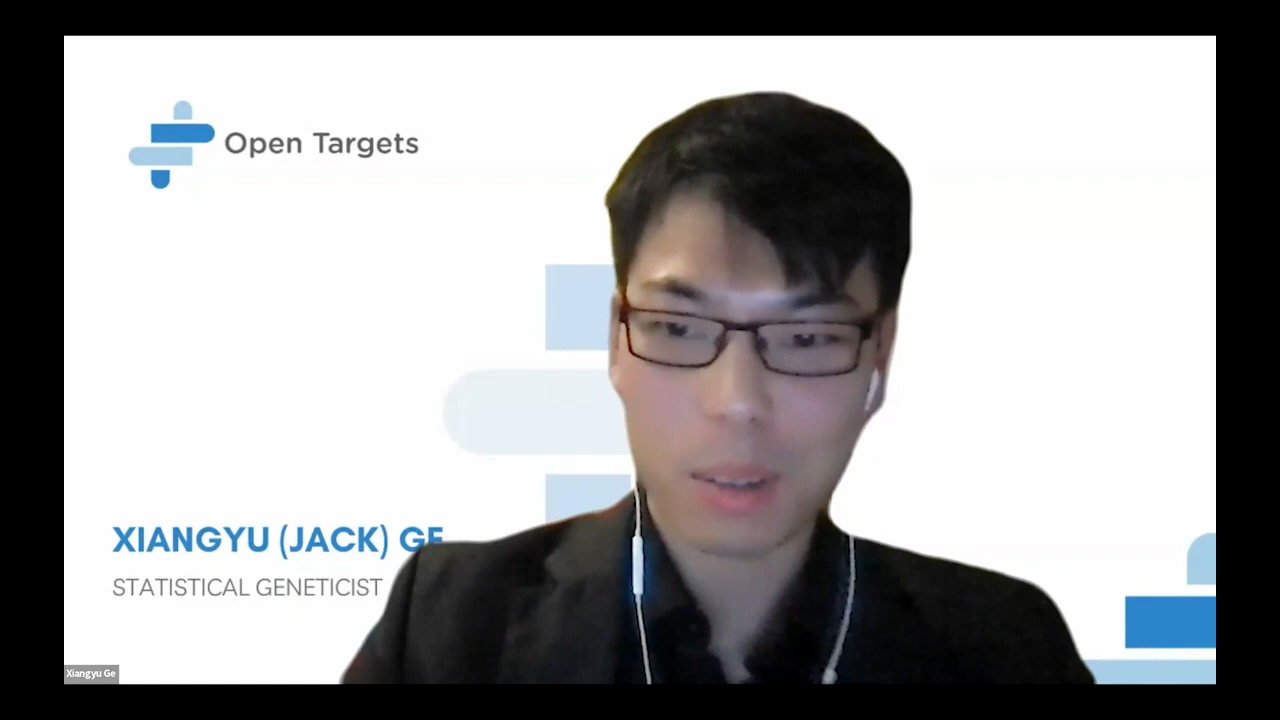 Open Targets
XIANGYU (JACK) GE
STATISTICAL GENETICIST
Xiangyu Ge